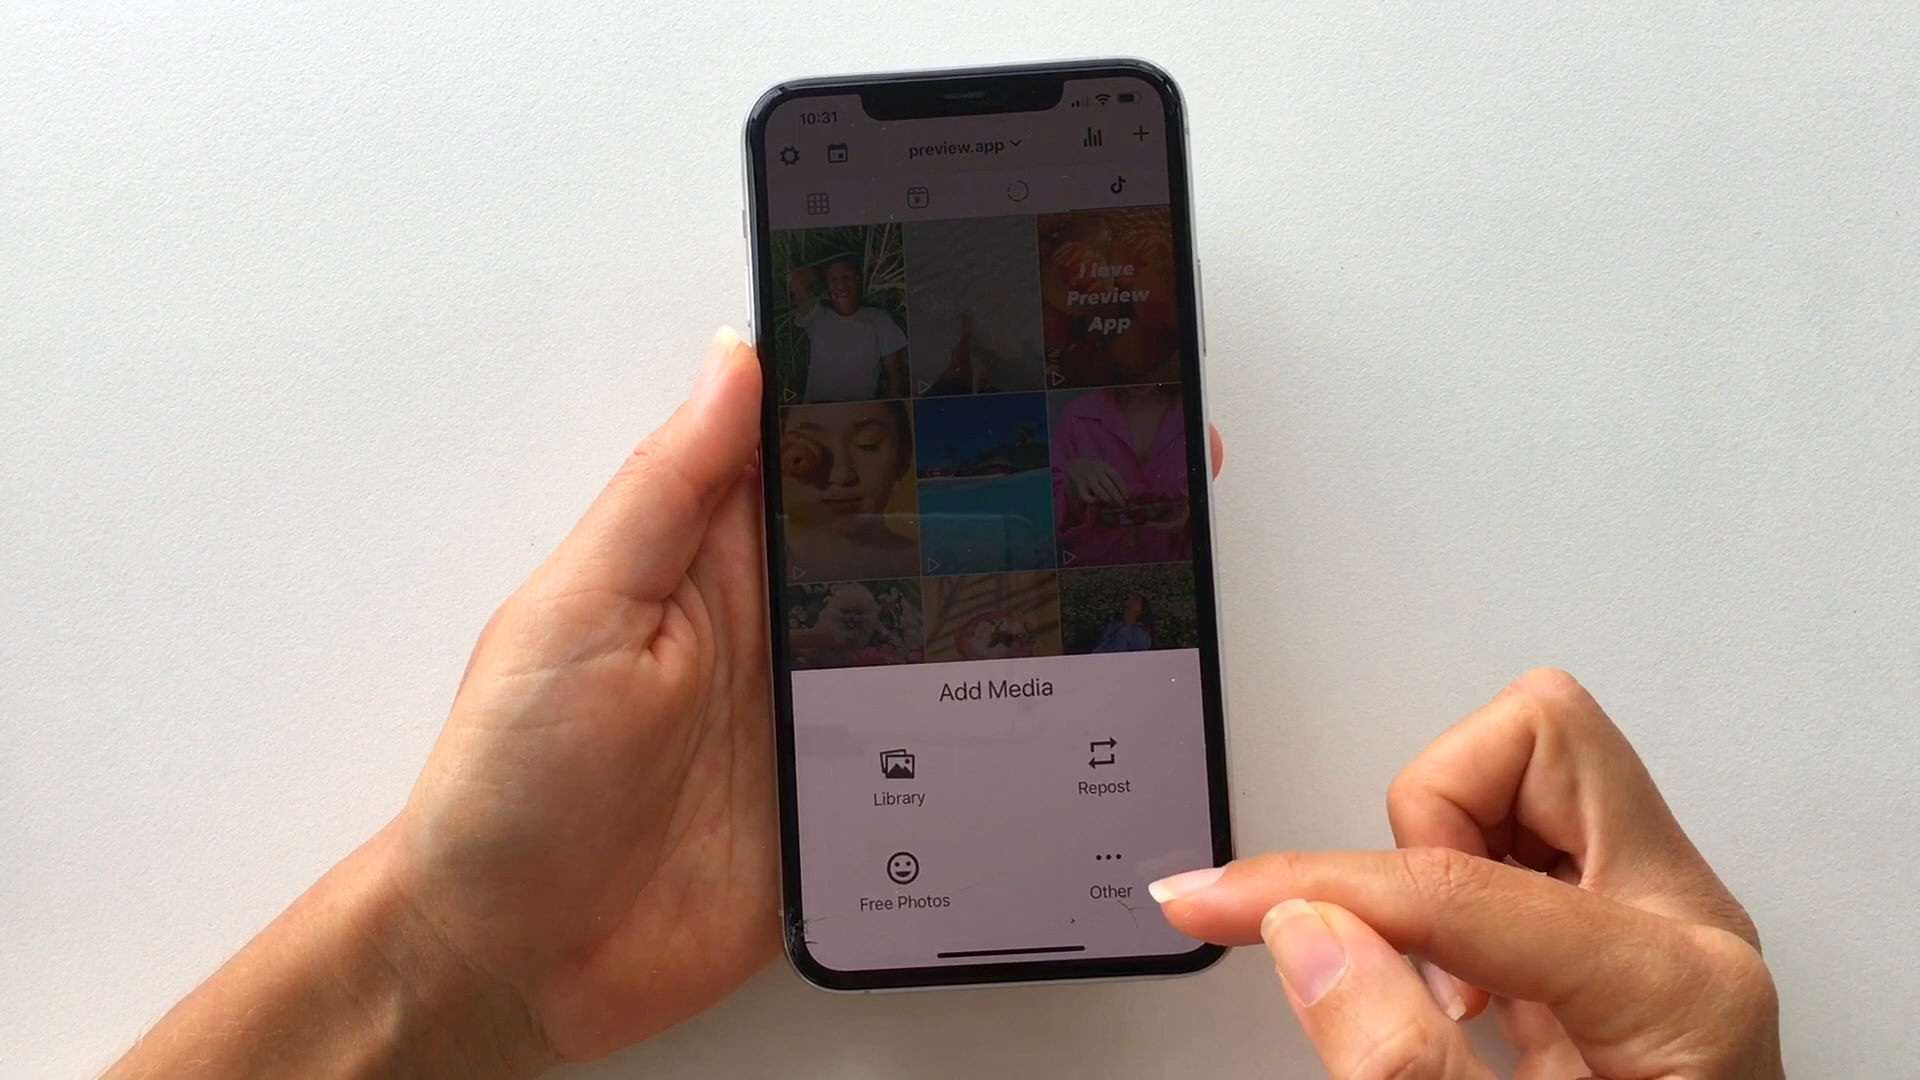 10:31
preview.app
I love
Preview
App
Add Media
Library
Repost
Free Photos
Other